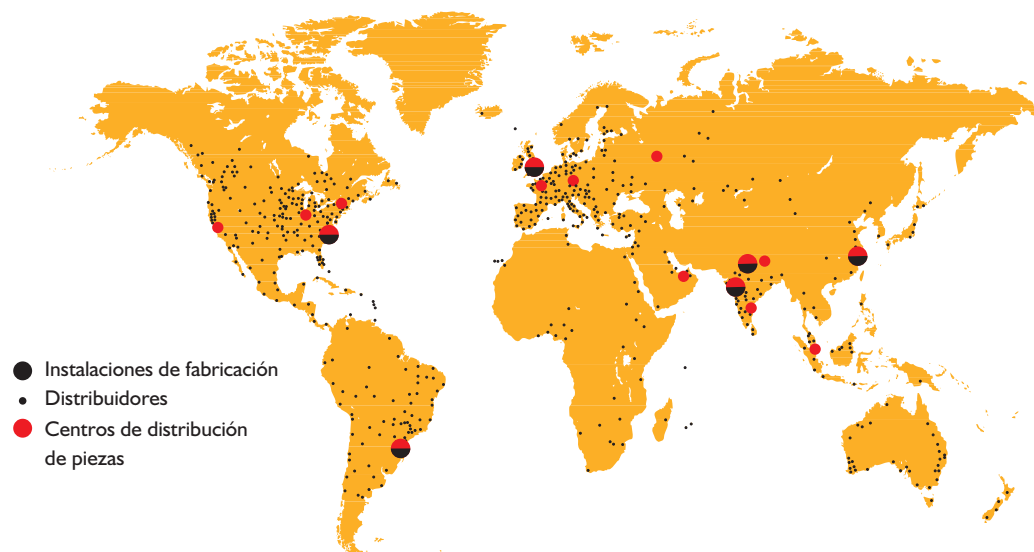 Instalaciones de fabricación
Distribuidores
Centros de distribución
de piezas